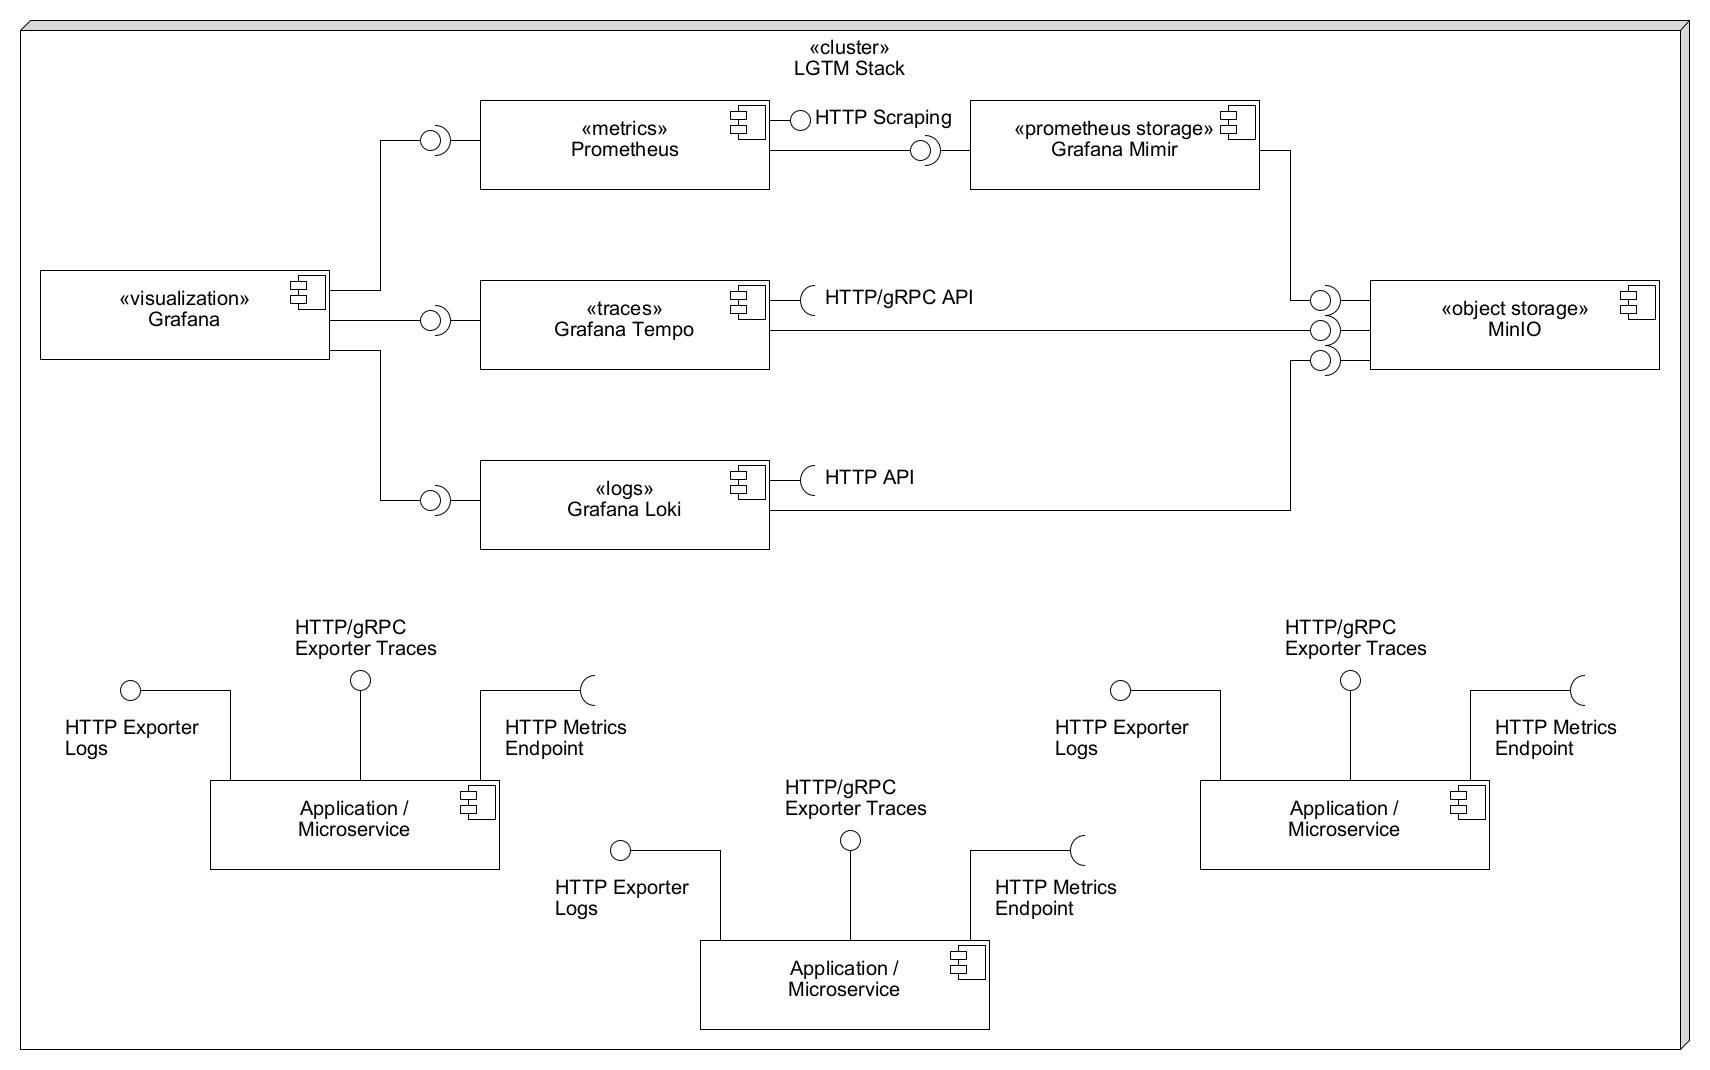 «cluster»
LGTM Stack
«metrics»
Prometheus
HTTP Scraping
«prometheus storage»
Grafana Mimir
«visualization»
Grafana
«traces»
Grafana Tempo
HTTP/gRPC API
«object storage»
MinIO
«logs»
Grafana Loki
HTTP API
HTTP/gRPC
Exporter Traces
HTTP Exporter
Logs
HTTP Metrics
Endpoint
Application /
Microservice
HTTP/gRPC
Exporter Traces
HTTP Exporter
Logs
HTTP Metrics
Endpoint
Application /
Microservice
HTTP/gRPC
Exporter Traces
HTTP Exporter
Logs
HTTP Metrics
Endpoint
Application /
Microservice